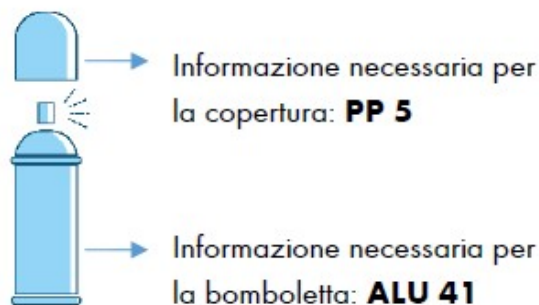 Informazione necessaria per
la copertura: PP 5
Informazione necessaria per
la bomboletta: ALU 41